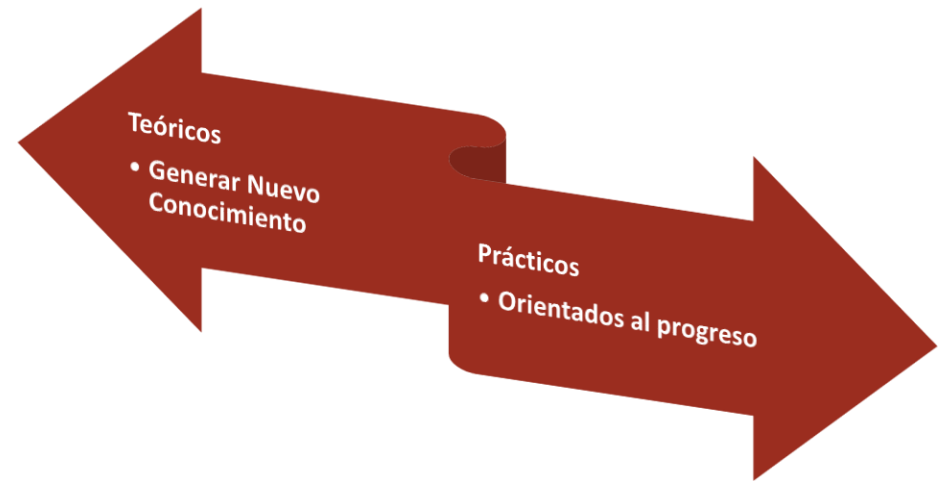 Teóricos
• Generar Nuevo
Conocimiento
Prácticos
• Orientados al progreso